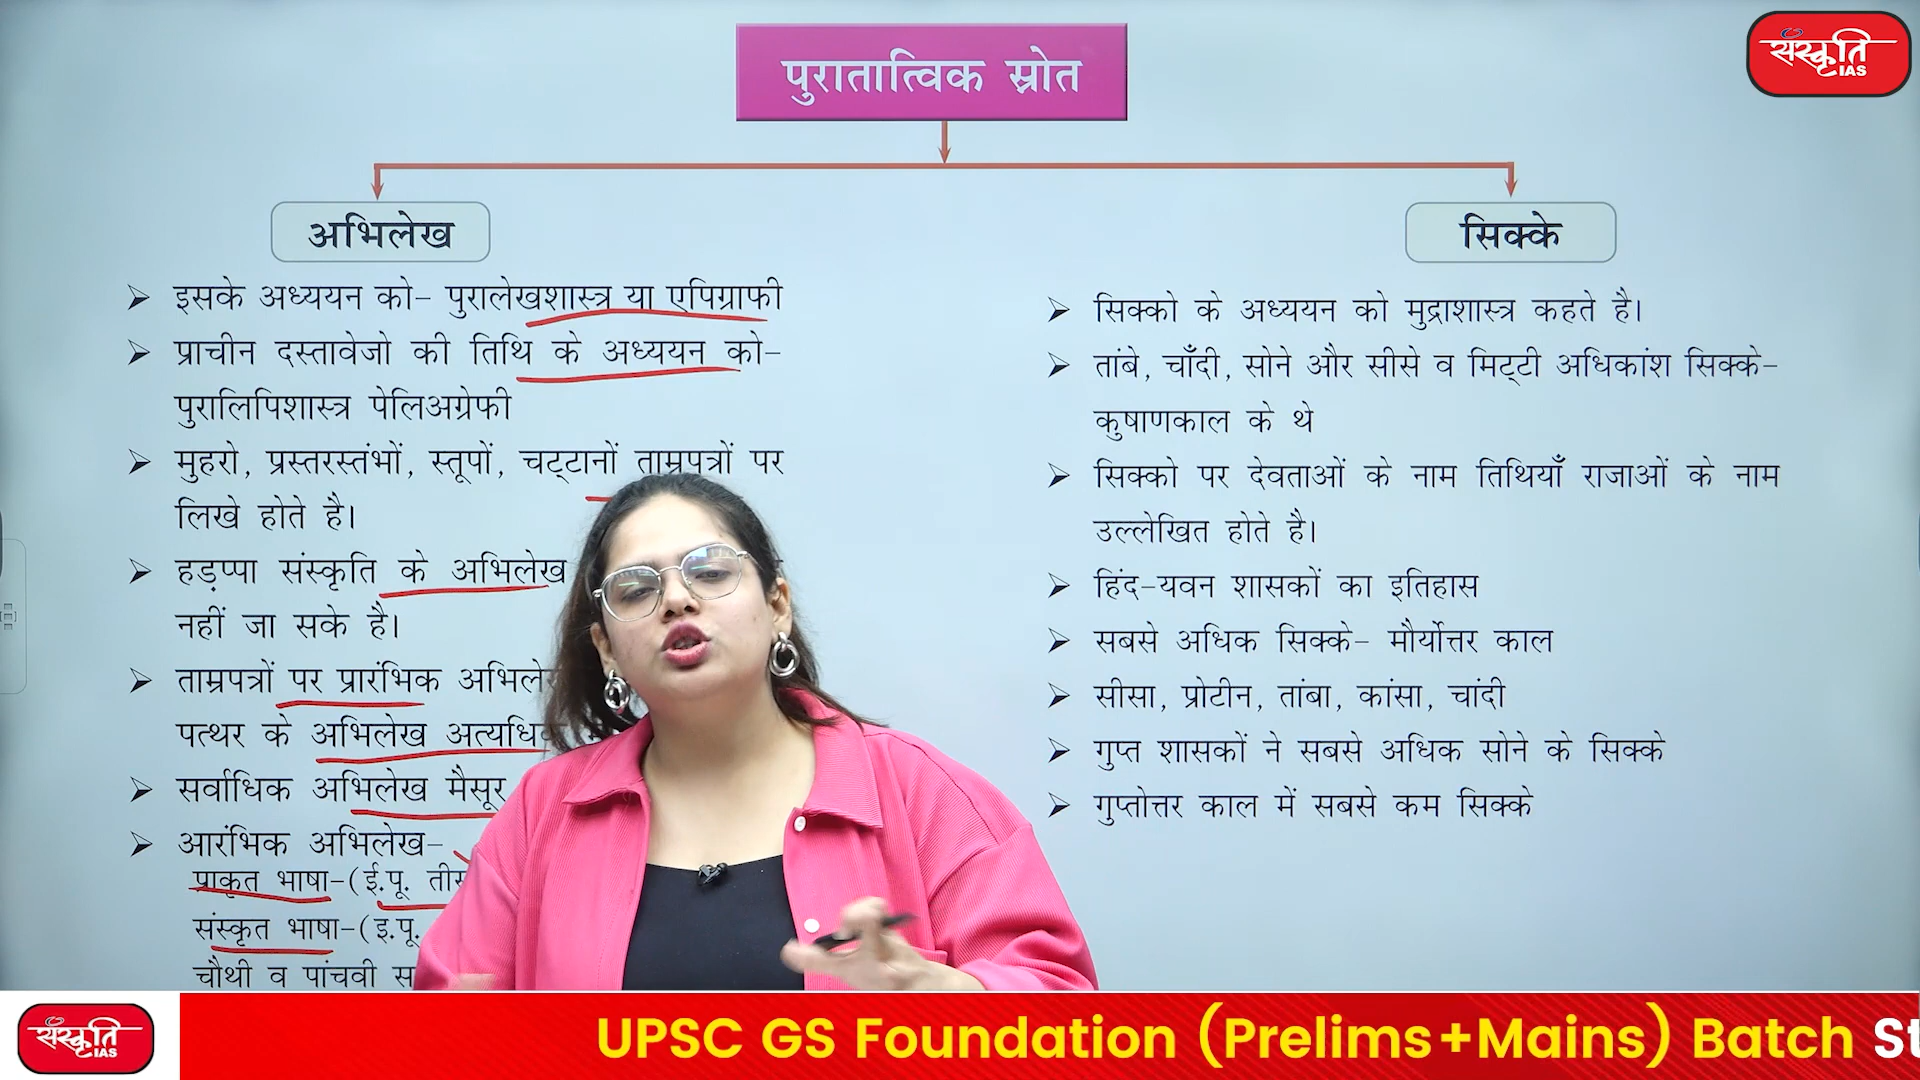 पुरातात्विक स्रोत
संस्कृति
IAS
अभिलेख
सिक्के
➢ इसके अध्ययन को- पुरालेखशास्त्र या एपिग्राफी
➢ प्राचीन दस्तावेजो की तिथि के अध्ययन को-
पुरालिपिशास्त्र पेलिअग्रेफी
➢ मुहरो, प्रस्तरस्तंभों, स्तूपों, चट्टानों ताम्रपत्रों पर
लिखे होते है।
➢ हड़प्पा संस्कृति के अभिलेख
नहीं जा सके है।
➢ ताम्रपत्रों पर प्रारंभिक
पत्थर के अभिलेख
➢ सर्वाधिक अभिलेख मैसूर
➢ आरंभिक अभिलेख-
प्राकृत भाषा-(ई.पू.
संस्कृत भाषा-(इ.पू.
चौथी व पांचवी
➢ सिक्को के अध्ययन को मुद्राशास्त्र कहते है।
➢ तांबे, चाँदी, सोने और सीसे व मिट्टी अधिकांश सिक्के-
कुषाणकाल के थे
➢ सिक्को पर देवताओं के नाम तिथियाँ राजाओं के नाम
उल्लेखित होते है।
➢ हिंद-यवन शासकों का इतिहास
➢ सबसे अधिक सिक्के- मौर्योत्तर काल
➢ सीसा, प्रोटीन, तांबा, कांसा, चांदी
➢ गुप्त शासकों ने सबसे अधिक सोने के सिक्के
➢ गुप्तोत्तर काल में सबसे कम सिक्के
संस्कृति
IAS
UPSC GS Foundation (Prelims+Mains) Batch St